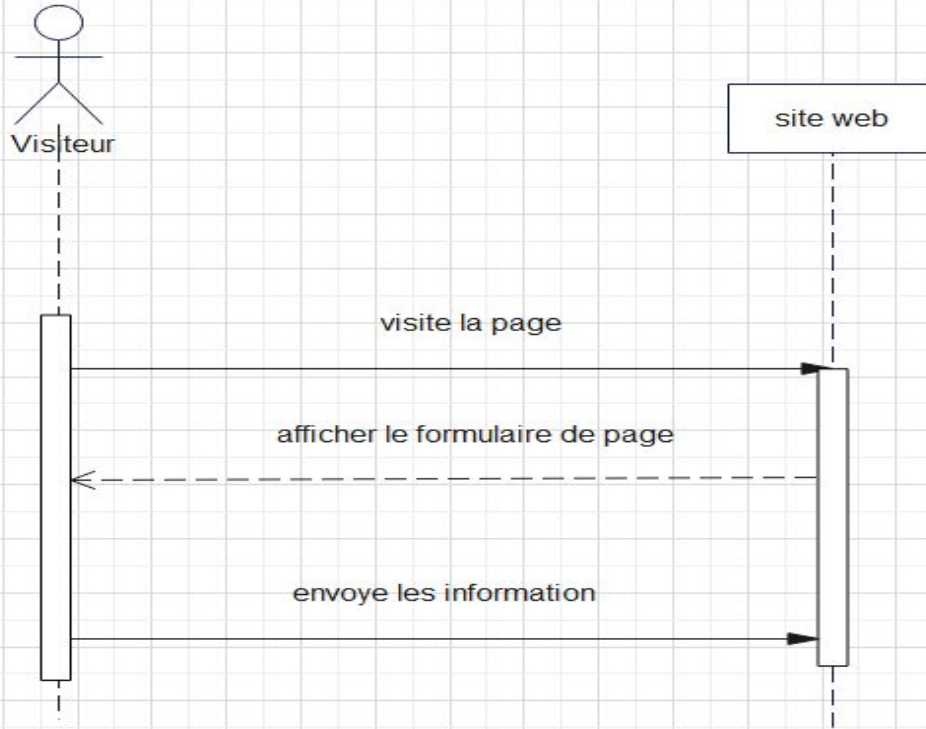 Visiteur
site web
visite la page
afficher le formulaire de page
envoye les information